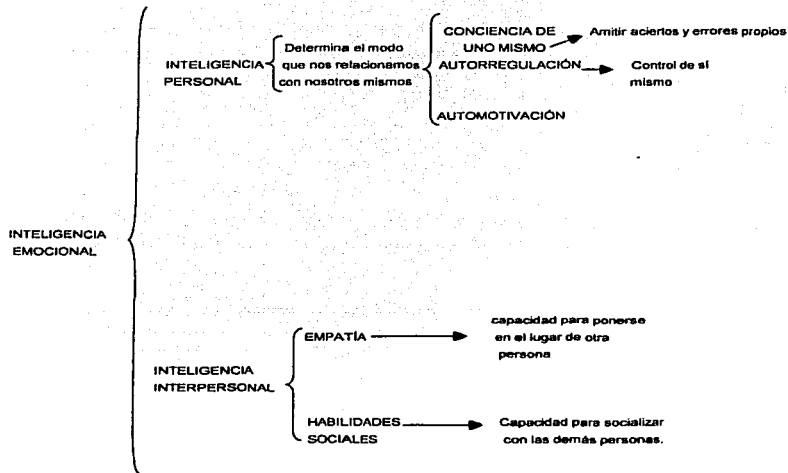 INTELIGENCIA
EMOCIONAL
INTELIGENCIA
PERSONAL
Determina el modo
que nos relacionamos
con nosotros mismos
CONCIENCIA DE
UNO MISMO
Amitir aciertos y errores propios
AUTORREGULACIÓN
Control de sí
mismo
AUTOMOTIVACIÓN
INTELIGENCIA
INTERPERSONAL
EMPATÍA
capacidad para ponerse
en el lugar de otra
persona
HABILIDADES
SOCIALES
Capacidad para socializar
con las demás personas.